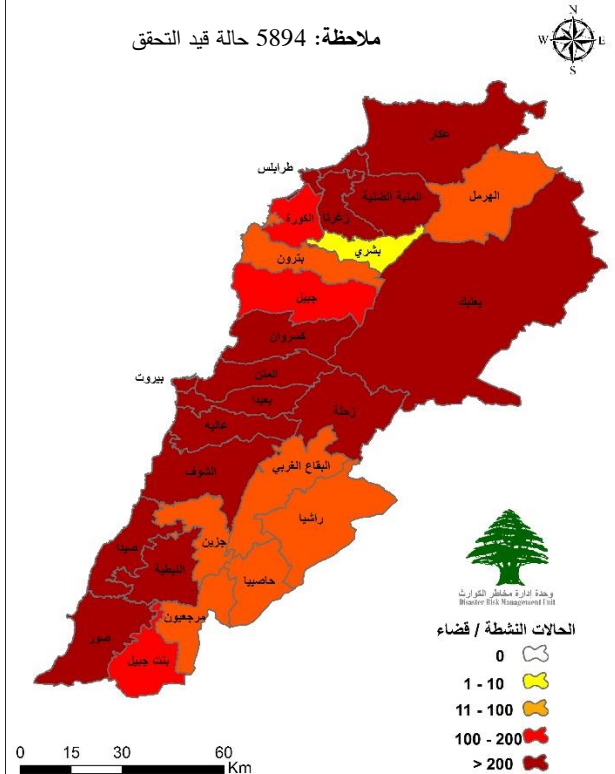 ملاحظة: 5894 حالة قيد التحقق
N
W E
S
عكار
طرابلس
الهرمل
المنية الضنية
زغرتا
الكورة
بشري
بترون
جبيل
بعلبك
كسروان
المتن
بيروت
بعبدا
زحلة
عاليه
البقاع الغربي
الشوف
راشيا
صيدا
جزين
النبطية
حاصبيا
مرجعيون
صور
بنت جبيل
وحدة ادارة مخاطر الكوارث
Disaster Risk Management Unit
الحالات النشطة / قضاء
0
1 - 10
11 - 100
100 - 200
> 200
0 15 30 60
Km